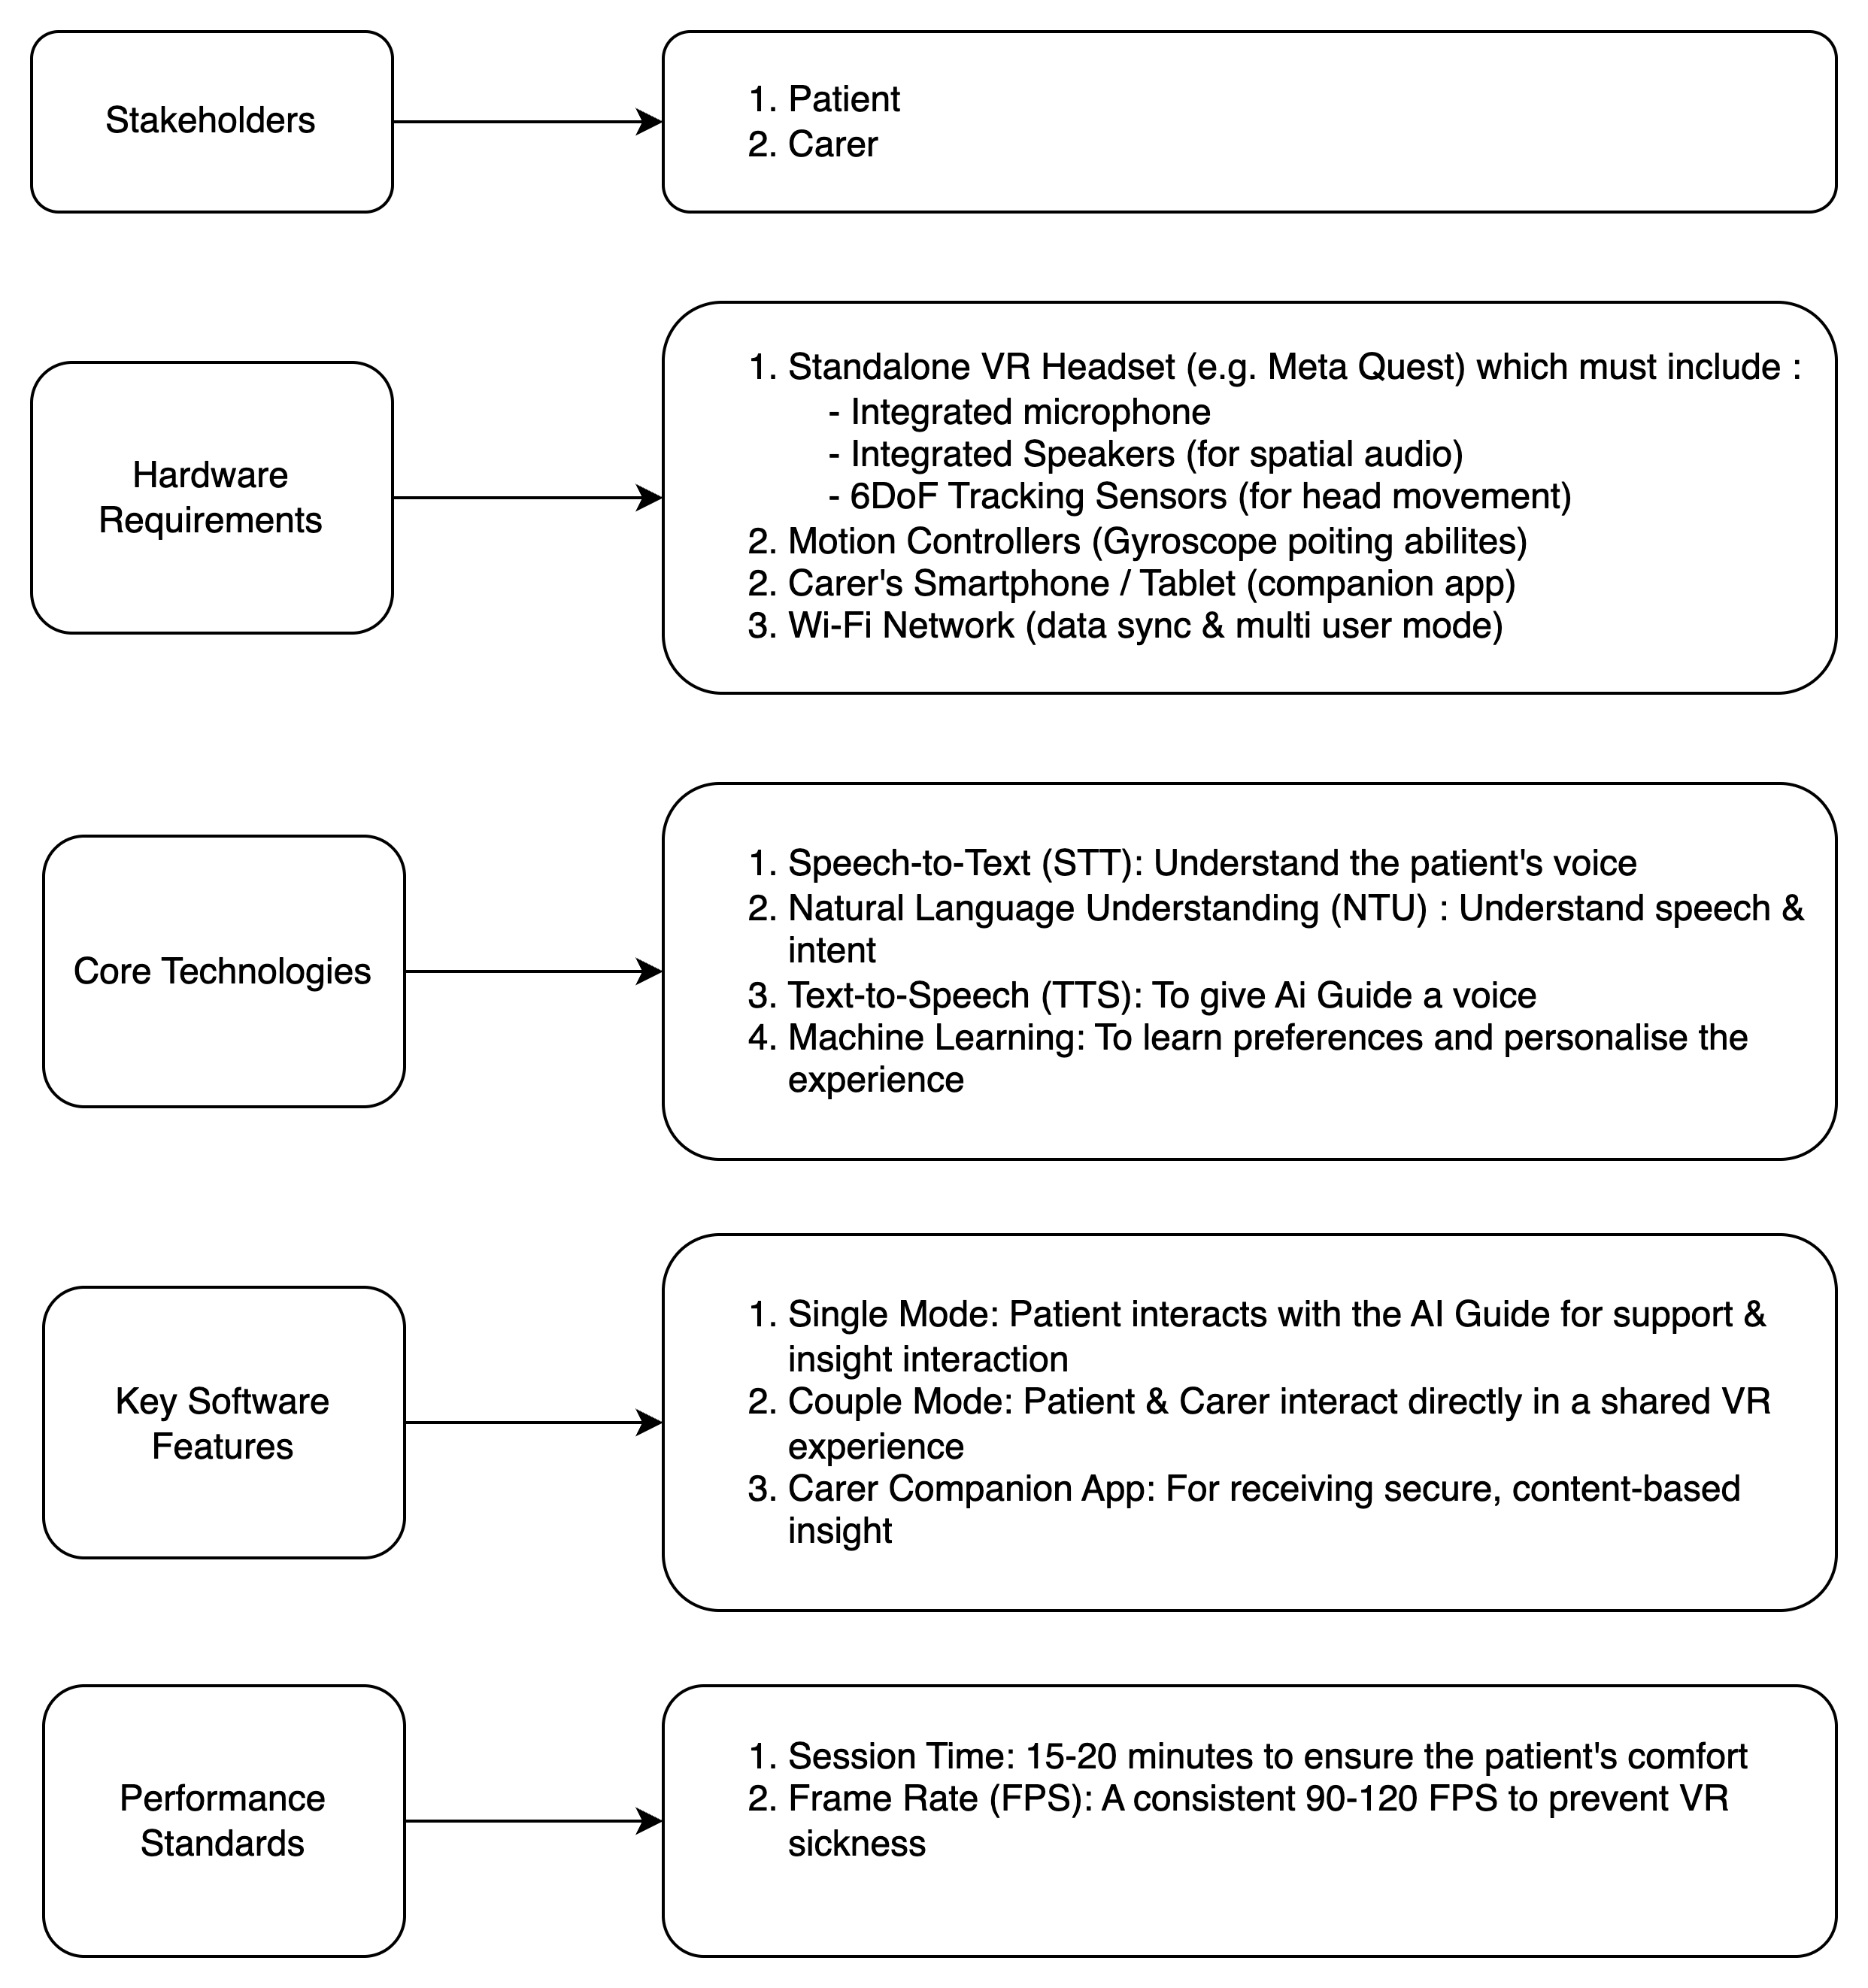 Stakeholders
1. Patient
2. Carer
Hardware
Requirements
1. Standalone VR Headset (e.g. Meta Quest) which must include :
- Integrated microphone
- Integrated Speakers (for spatial audio)
- 6DoF Tracking Sensors (for head movement)
2. Motion Controllers (Gyroscope poiting abilites)
2. Carer's Smartphone / Tablet (companion app)
3. Wi-Fi Network (data sync & multi user mode)
Core Technologies
1. Speech-to-Text (STT): Understand the patient's voice
2. Natural Language Understanding (NTU) : Understand speech &
intent
3. Text-to-Speech (TTS): To give Ai Guide a voice
4. Machine Learning: To learn preferences and personalise the
experience
Key Software
Features
1. Single Mode: Patient interacts with the AI Guide for support &
insight interaction
2. Couple Mode: Patient & Carer interact directly in a shared VR
experience
3. Carer Companion App: For receiving secure, content-based
insight
Performance
Standards
1. Session Time: 15-20 minutes to ensure the patient's comfort
2. Frame Rate (FPS): A consistent 90-120 FPS to prevent VR
sickness